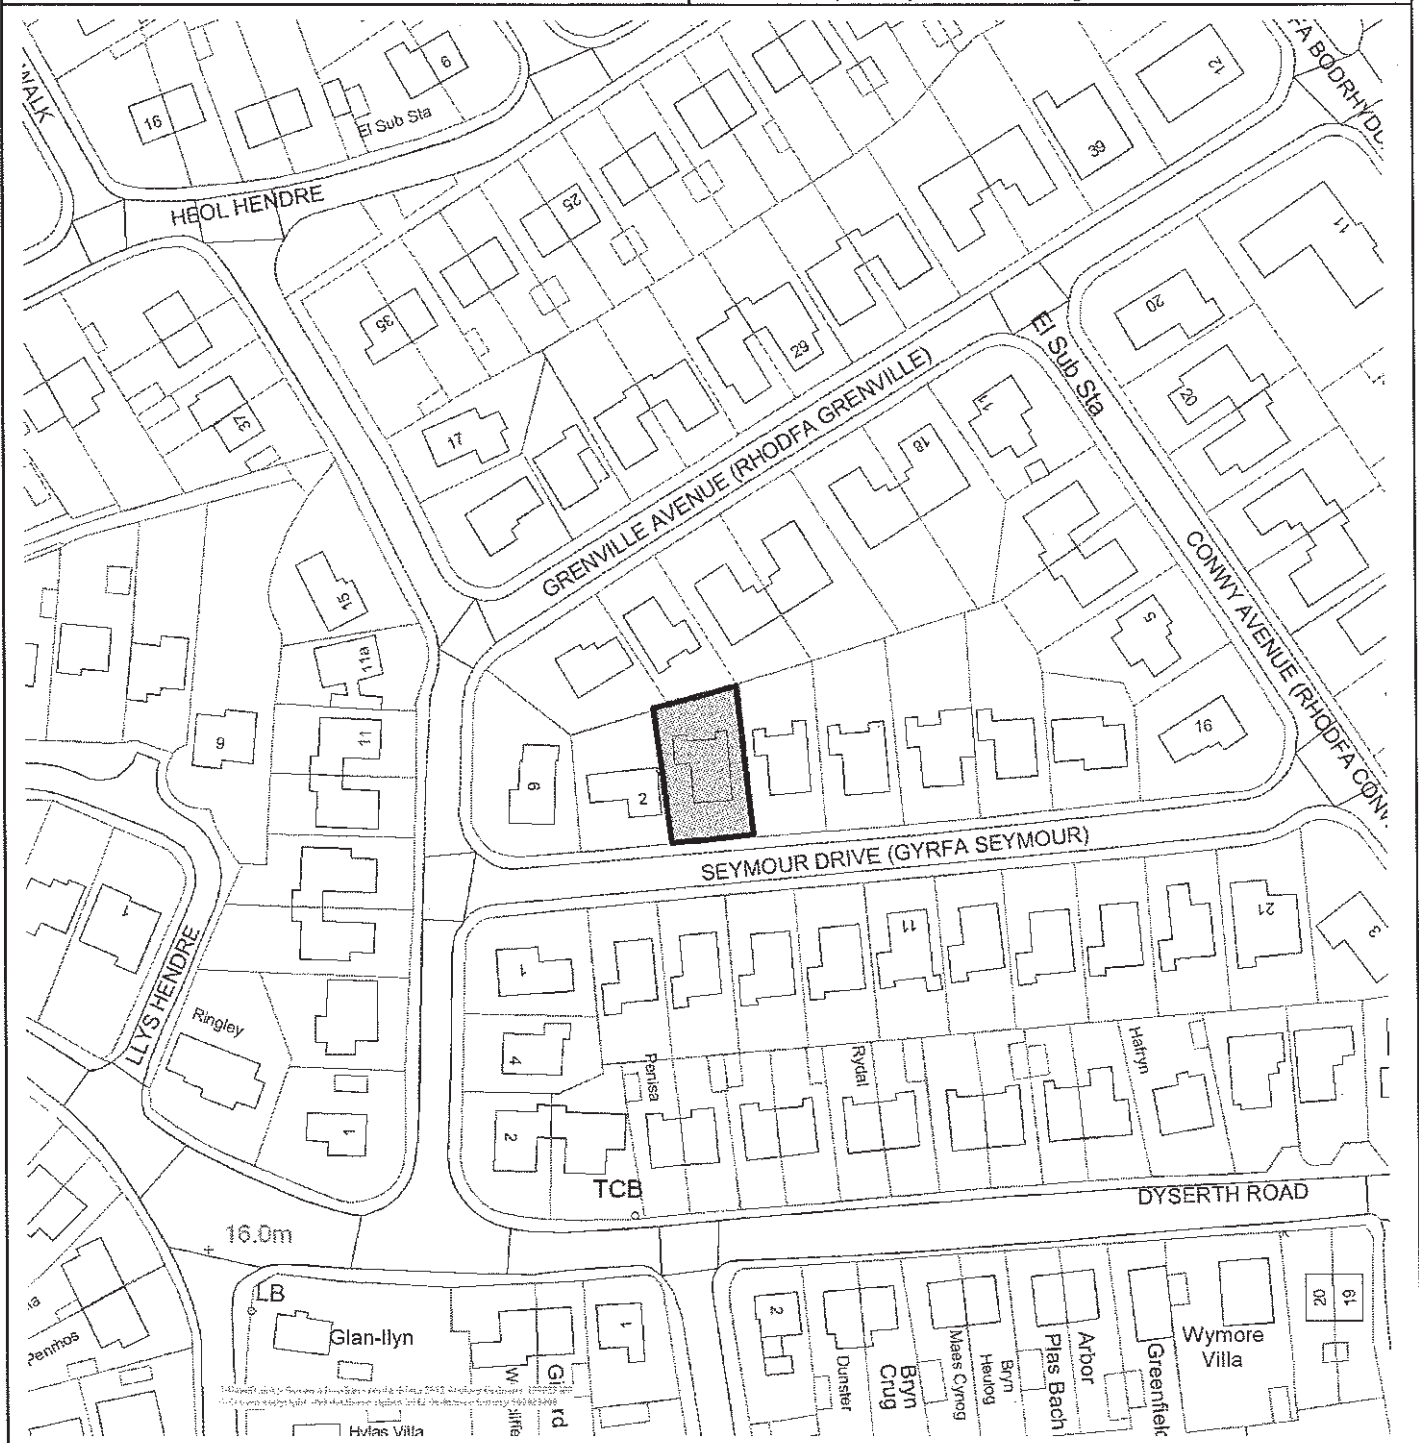 WALK
16
6
El Sub Sta
HEOL HENDRE
12
39
FA BODRHYDD
25
35
11
20
29
El Sub Sta
37
17
GRENVILLE AVENUE (RHODFA GRENVILLE)
11
18
20
15
11a
CONWY AVENUE (RHODFA CONW
5
9
11
6
2
16
SEYMOUR DRIVE (GYRFA SEYMOUR)
1
LLYS HENDRE
Ringley
1
11
21
3
4
Penisa
Rydal
Hafryn
1
2
TCB
DYSERTH ROAD
16.0m
LB
Glan-llyn
Penrhos
1
2
Dunster
Bryn
Crug
Maes Cynog
Bryn
Heulog
Plas Bach
Arbor
Greenfield
Wymore
Villa
20
19
Hylas Villa